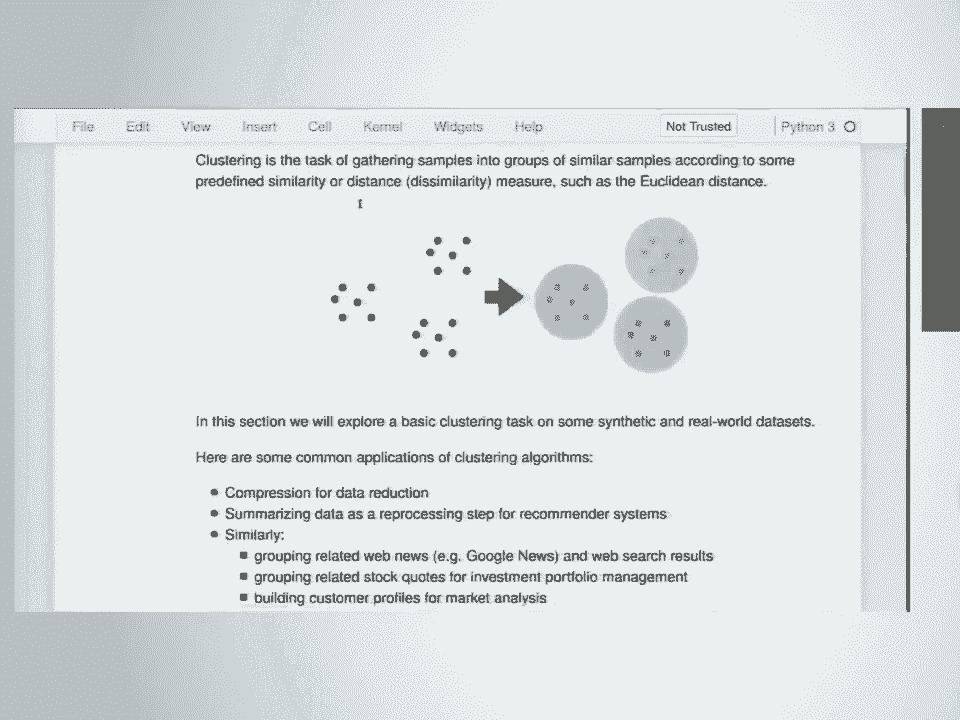 File Edit View Insert Cell Kernel Widgets Help Not Trusted Python 3
Clustering is the task of gathering samples into groups of similar samples according to some
predefined similarity or distance (dissimilarity) measure, such as the Euclidean distance.
In this section we will explore a basic clustering task on some synthetic and real-world datasets.
Here are some common applications of clustering algorithms:
Compression for data reduction
Summarizing data as a reprocessing step for recommender systems
Similarly:
grouping related web news (e.g. Google News) and web search results
grouping related stock quotes for investment portfolio management
building customer profiles for market analysis